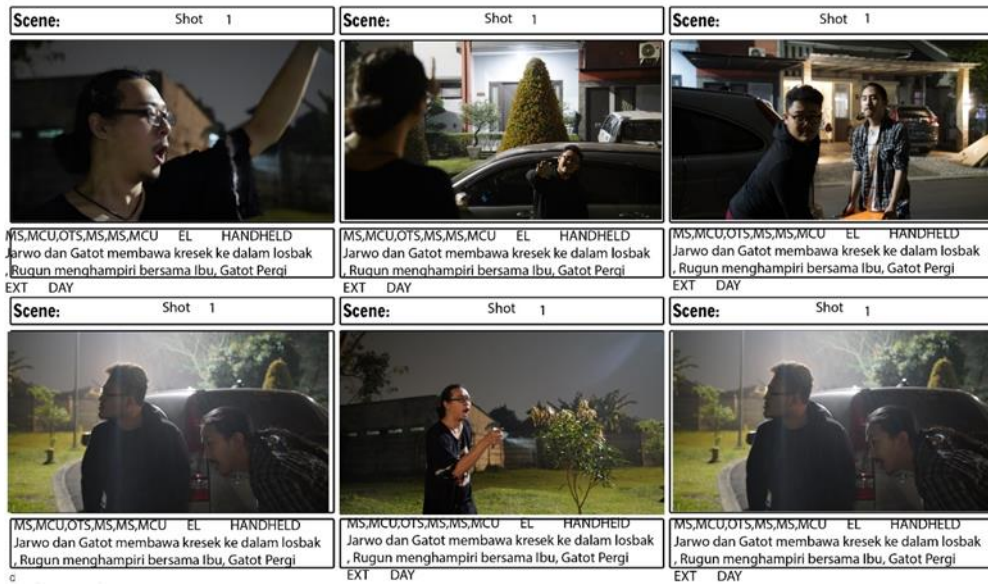 Scene: Shot 1
Scene: Shot 1
Scene: Shot 1
MS,MCU,OTS,MS,MS,MCU EL HANDHELD
Jarwo dan Gatot membawa kresek ke dalam losbak
, Rugun menghampiri bersama Ibu, Gatot Pergi
EXT DAY
MS,MCU,OTS,MS,MS,MCU EL HANDHELD
Jarwo dan Gatot membawa kresek ke dalam losbak
, Rugun menghampiri bersama Ibu, Gatot Pergi
EXT DAY
MS,MCU,OTS,MS,MS,MCU EL HANDHELD
Jarwo dan Gatot membawa kresek ke dalam losbak
, Rugun menghampiri bersama Ibu, Gatot Pergi
EXT DAY
Scene: Shot 1
Scene: Shot 1
Scene: Shot 1
MS,MCU,OTS,MS,MS,MCU EL HANDHELD
Jarwo dan Gatot membawa kresek ke dalam losbak
, Rugun menghampiri bersama Ibu, Gatot Pergi
MS,MCU,OTS,MS,MS,MCU EL HANDHEID
Jarwo dan Gatot membawa kresek ke dalam losbak
, Rugun menghampiri bersama Ibu, Gatot Pergi
EXT DAY
MS,MCU,OTS,MS,MS,MCU EL HANDHELD
Jarwo dan Gatot membawa kresek ke dalam losbak
, Rugun menghampiri bersama Ibu, Gatot Pergi
EXT DAY